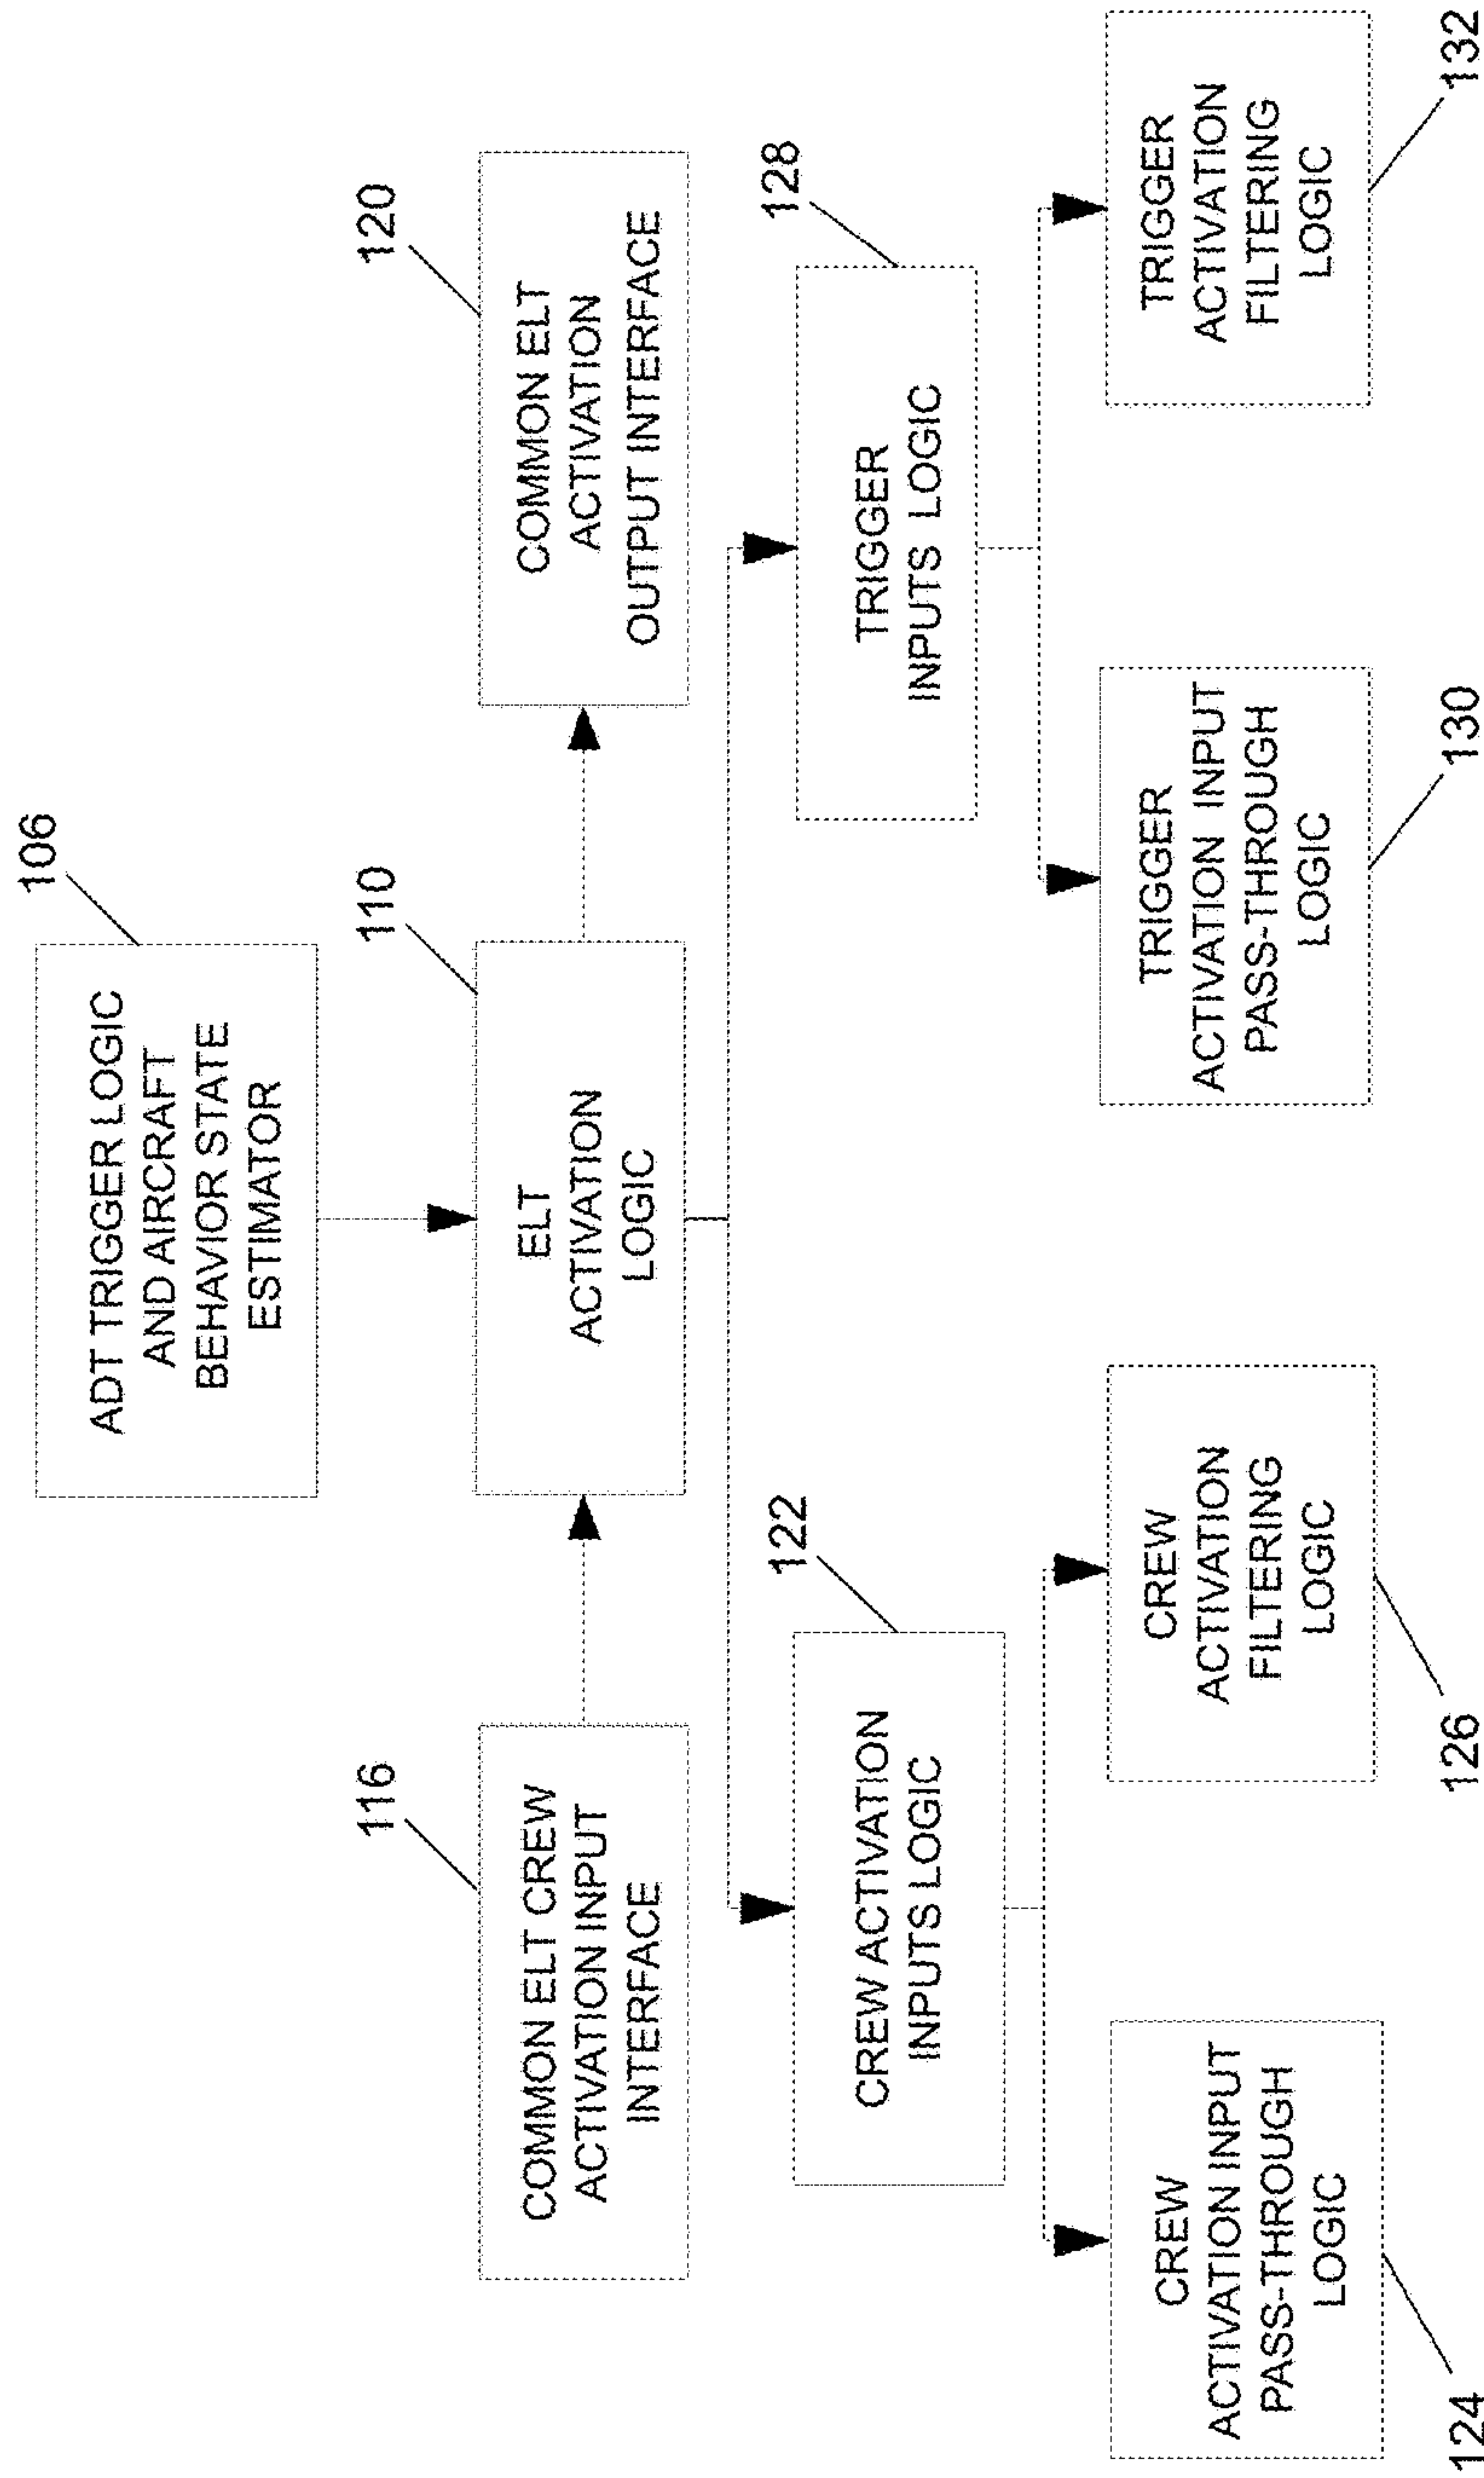 106
ADT TRIGGER LOGIC
AND AIRCRAFT
BEHAVIOR STATE
ESTIMATOR
116
COMMON ELT CREW
ACTIVATION INPUT
INTERFACE
110
ELT
ACTIVATION
LOGIC
120
COMMON ELT
ACTIVATION
OUTPUT INTERFACE
122
CREW ACTIVATION
INPUTS LOGIC
128
TRIGGER
INPUTS LOGIC
CREW
ACTIVATION INPUT
PASS-THROUGH
LOGIC
124
CREW
ACTIVATION
FILTERING
LOGIC
126
TRIGGER
ACTIVATION INPUT
PASS-THROUGH
LOGIC
130
TRIGGER
ACTIVATION
FILTERING
LOGIC
132